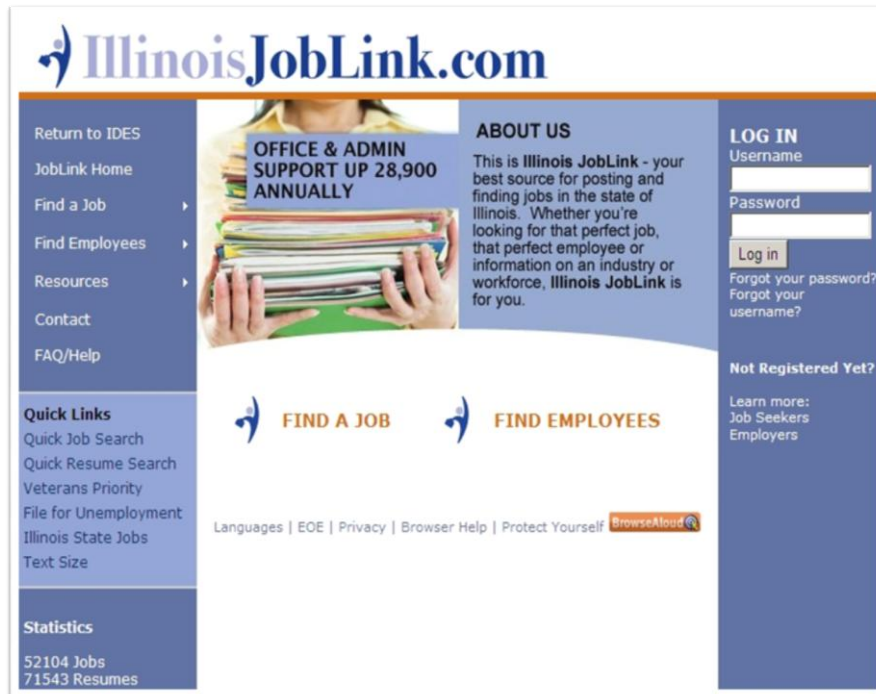 IllinoisJobLink.com
Return to IDES
JobLink Home
Find a Job
Find Employees
Resources
Contact
FAQ/Help
Quick Links
Quick Job Search
Quick Resume Search
Veterans Priority
File for Unemployment
Illinois State Jobs
Text Size
Statistics
52104 Jobs
71543 Resumes
OFFICE & ADMIN
SUPPORT UP 28,900
ANNUALLY
ABOUT US
This is Illinois JobLink - your
best source for posting and
finding jobs in the state of
Illinois. Whether you're
looking for that perfect job,
that perfect employee or
information on an industry or
workforce, Illinois JobLink is
for you.
FIND A JOB
FIND EMPLOYEES
Languages | EOE | Privacy | Browser Help | Protect Yourself BrowseAloud
LOG IN
Username
Password
Log in
Forgot your password?
Forgot your
username?
Not Registered Yet?
Learn more:
Job Seekers
Employers